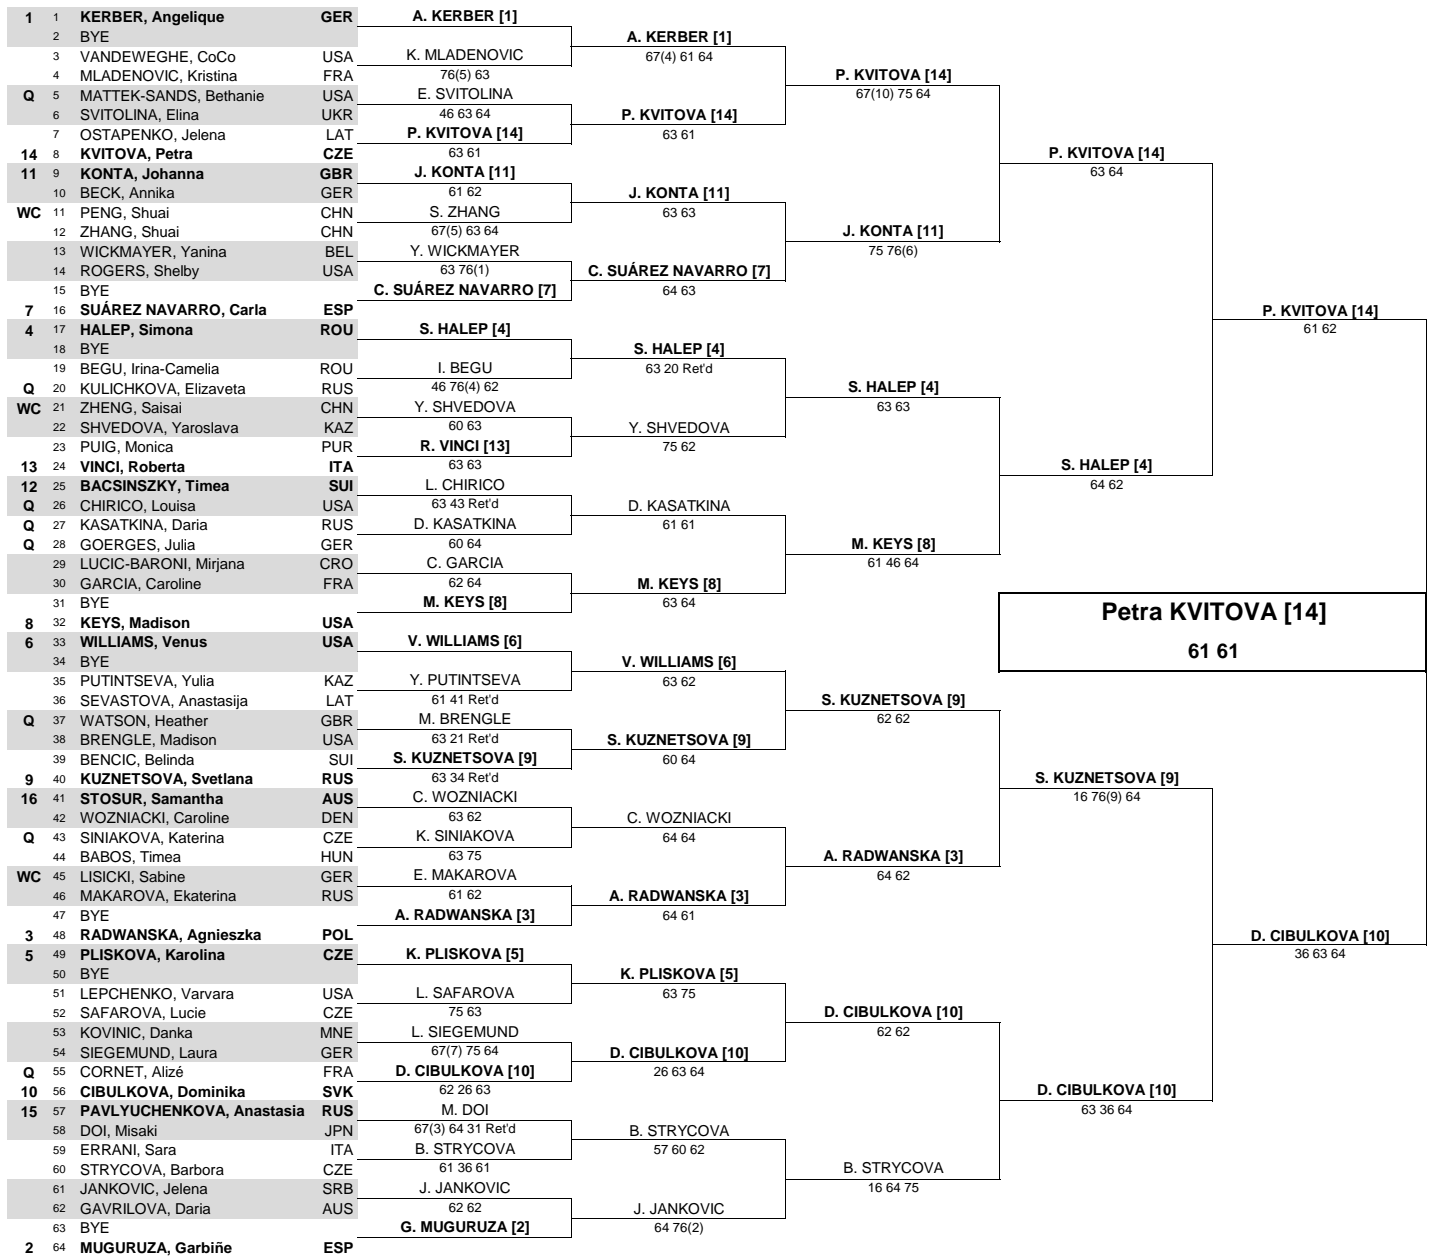 1 1 KERBER, Angelique GER
2 BYE
3 VANDEWEGHE, CoCo USA
4 MLADENOVIC, Kristina FRA
Q 5 MATTEK-SANDS, Bethanie USA
6 SVITOLINA, Elina UKR
7 OSTAPENKO, Jelena LAT
14 8 KVITOVA, Petra CZE
11 9 KONTA, Johanna GBR
10 BECK, Annika GER
WC 11 PENG, Shuai CHN
12 ZHANG, Shuai CHN
13 WICKMAYER, Yanina BEL
14 ROGERS, Shelby USA
15 BYE
7 16 SUÁREZ NAVARRO, Carla ESP
4 17 HALEP, Simona ROU
18 BYE
19 BEGU, Irina-Camelia ROU
Q 20 KULICHKOVA, Elizaveta RUS
WC 21 ZHENG, Saisai CHN
22 SHVEDOVA, Yaroslava KAZ
23 PUIG, Monica PUR
13 24 VINCI, Roberta ITA
12 25 BACSINSZKY, Timea SUI
Q 26 CHIRICO, Louisa USA
Q 27 KASATKINA, Daria RUS
Q 28 GOERGES, Julia GER
29 LUCIC-BARONI, Mirjana CRO
30 GARCIA, Caroline FRA
31 BYE
8 32 KEYS, Madison USA
6 33 WILLIAMS, Venus USA
34 BYE
35 PUTINTSEVA, Yulia KAZ
36 SEVASTOVA, Anastasija LAT
Q 37 WATSON, Heather GBR
38 BRENGLE, Madison USA
39 BENCIC, Belinda SUI
9 40 KUZNETSOVA, Svetlana RUS
16 41 STOSUR, Samantha AUS
42 WOZNIACKI, Caroline DEN
Q 43 SINIAKOVA, Katerina CZE
44 BABOS, Timea HUN
WC 45 LISICKI, Sabine GER
46 MAKAROVA, Ekaterina RUS
47 BYE
3 48 RADWANSKA, Agnieszka POL
5 49 PLISKOVA, Karolina CZE
50 BYE
51 LEPCHENKO, Varvara USA
52 SAFAROVA, Lucie CZE
53 KOVINIC, Danka MNE
54 SIEGEMUND, Laura GER
Q 55 CORNET, Alizé FRA
10 56 CIBULKOVA, Dominika SVK
15 57 PAVLYUCHENKOVA, Anastasia RUS
58 DOI, Misaki JPN
59 ERRANI, Sara ITA
60 STRYCOVA, Barbora CZE
61 JANKOVIC, Jelena SRB
62 GAVRILOVA, Daria AUS
63 BYE
2 64 MUGURUZA, Garbiñe ESP
A. KERBER [1]
K. MLADENOVIC
76(5) 63
E. SVITOLINA
46 63 64
P. KVITOVA [14]
63 61
J. KONTA [11]
61 62
S. ZHANG
67(5) 63 64
Y. WICKMAYER
63 76(1)
C. SUÁREZ NAVARRO [7]
S. HALEP [4]
I. BEGU
46 76(4) 62
Y. SHVEDOVA
60 63
R. VINCI [13]
63 63
L. CHIRICO
63 43 Ret'd
D. KASATKINA
60 64
C. GARCIA
62 64
M. KEYS [8]
V. WILLIAMS [6]
Y. PUTINTSEVA
61 41 Ret'd
M. BRENGLE
63 21 Ret'd
S. KUZNETSOVA [9]
63 34 Ret'd
C. WOZNIACKI
63 62
K. SINIAKOVA
63 75
E. MAKAROVA
61 62
A. RADWANSKA [3]
K. PLISKOVA [5]
L. SAFAROVA
75 63
L. SIEGEMUND
67(7) 75 64
D. CIBULKOVA [10]
62 26 63
M. DOI
67(3) 64 31 Ret'd
B. STRYCOVA
61 36 61
J. JANKOVIC
62 62
G. MUGURUZA [2]
A. KERBER [1]
67(4) 61 64
P. KVITOVA [14]
63 61
J. KONTA [11]
63 63
C. SUÁREZ NAVARRO [7]
64 63
S. HALEP [4]
63 20 Ret'd
Y. SHVEDOVA
75 62
D. KASATKINA
61 61
M. KEYS [8]
63 64
V. WILLIAMS [6]
63 62
S. KUZNETSOVA [9]
60 64
C. WOZNIACKI
64 64
A. RADWANSKA [3]
64 61
K. PLISKOVA [5]
63 75
D. CIBULKOVA [10]
26 63 64
B. STRYCOVA
57 60 62
J. JANKOVIC
64 76(2)
P. KVITOVA [14]
67(10) 75 64
J. KONTA [11]
75 76(6)
S. HALEP [4]
63 63
M. KEYS [8]
61 46 64
S. KUZNETSOVA [9]
62 62
A. RADWANSKA [3]
64 62
D. CIBULKOVA [10]
62 62
B. STRYCOVA
16 64 75
P. KVITOVA [14]
63 64
S. HALEP [4]
64 62
S. KUZNETSOVA [9]
16 76(9) 64
D. CIBULKOVA [10]
63 36 64
P. KVITOVA [14]
61 62
D. CIBULKOVA [10]
36 63 64
Petra KVITOVA [14]
61 61